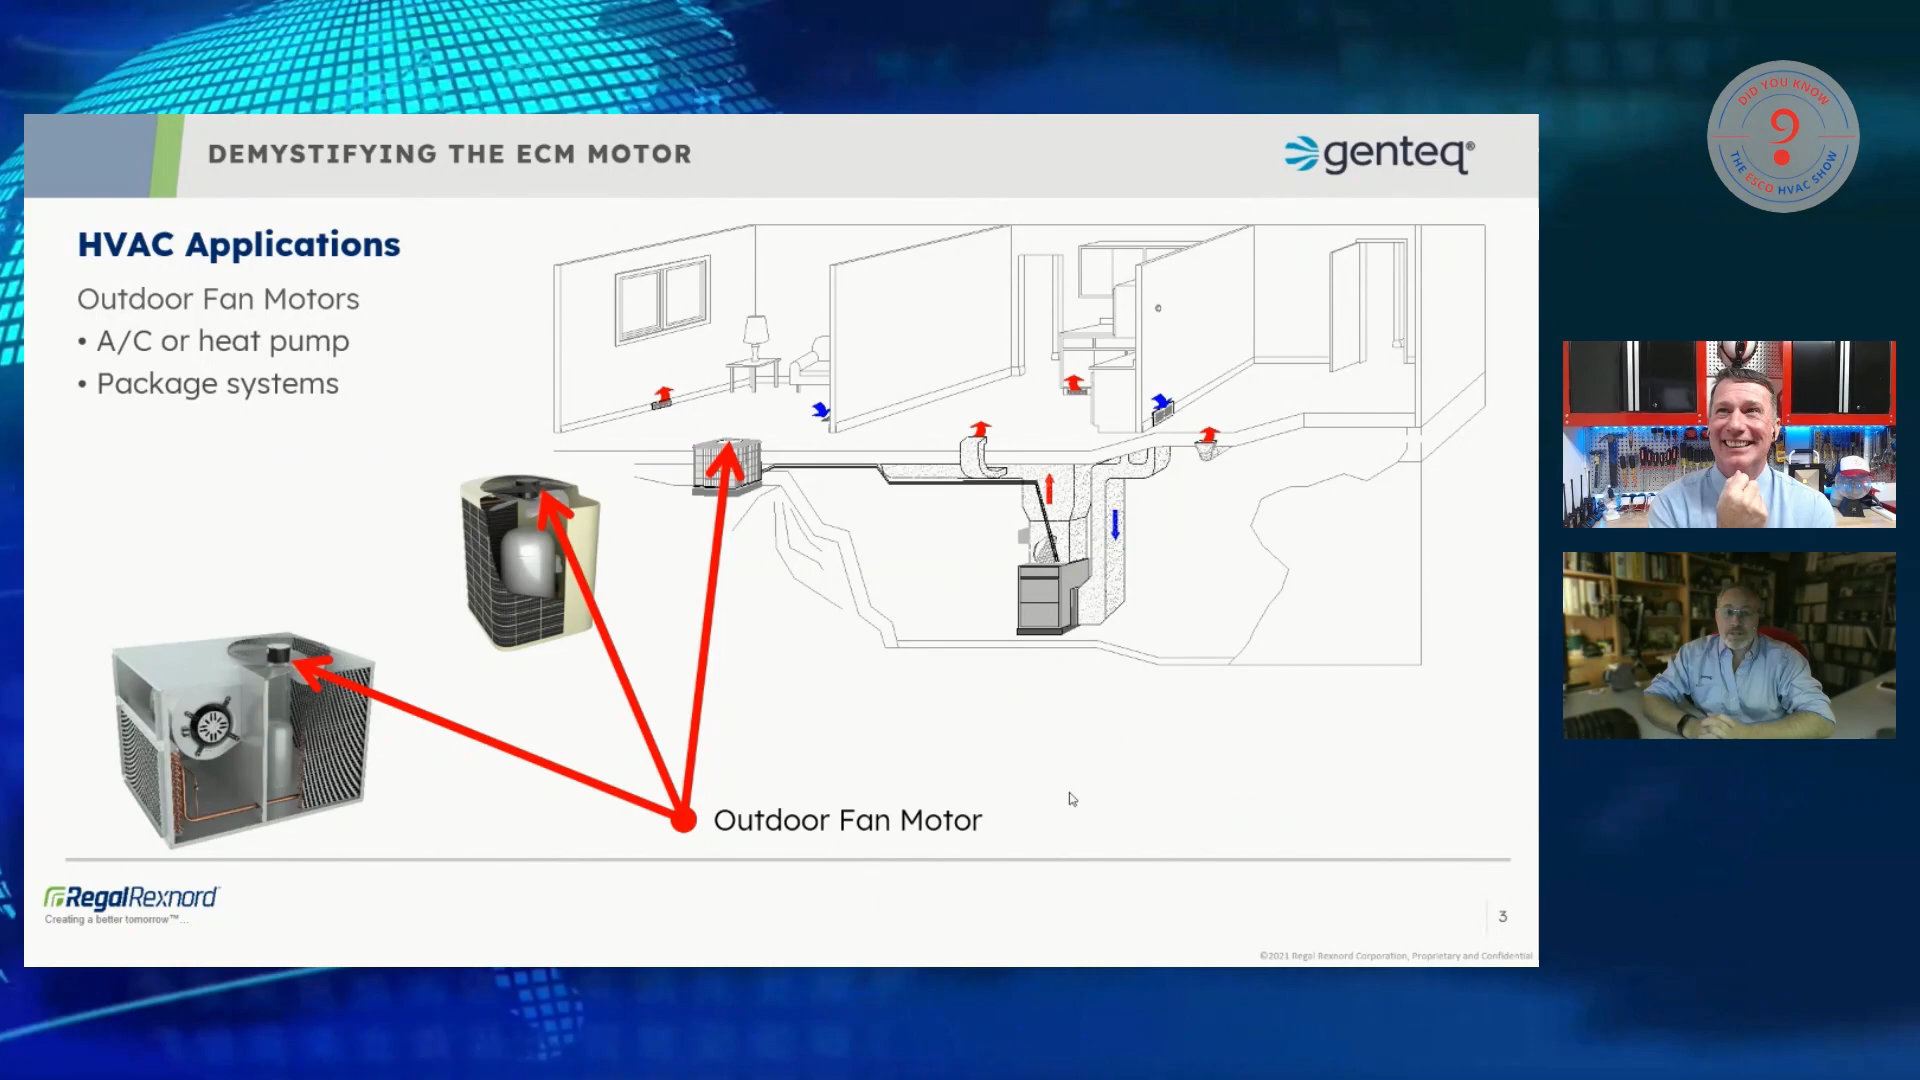 DEMYSTIFYING THE ECM MOTOR
genteq®
DID YOU KNOW
?
THE ESCO HVAC SHOW
HVAC Applications
Outdoor Fan Motors
• A/C or heat pump
• Package systems
Outdoor Fan Motor
RegalRexnord
Creating a better tomorrow™...
3
©2021 Regal Rexnord Corporation, Proprietary and Confidential